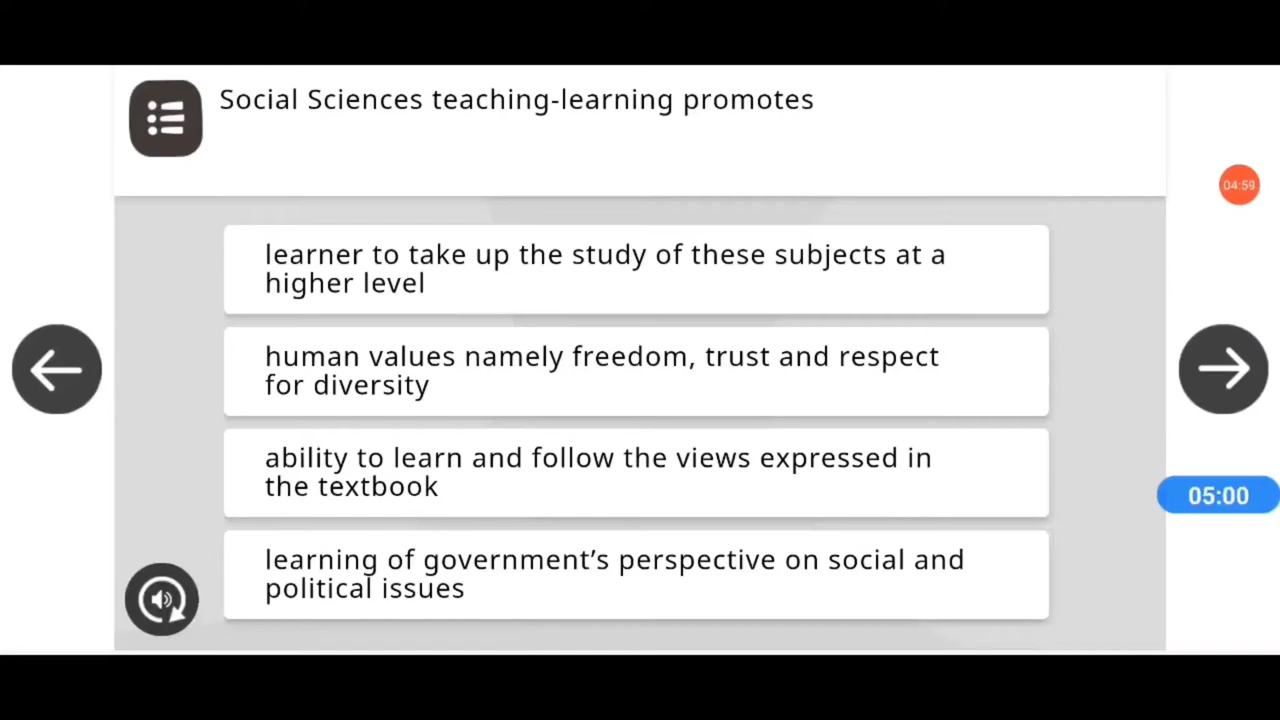 Social Sciences teaching-learning promotes
04:59
learner to take up the study of these subjects at a
higher level
human values namely freedom, trust and respect
for diversity
ability to learn and follow the views expressed in
the textbook
05:00
learning of government’s perspective on social and
political issues